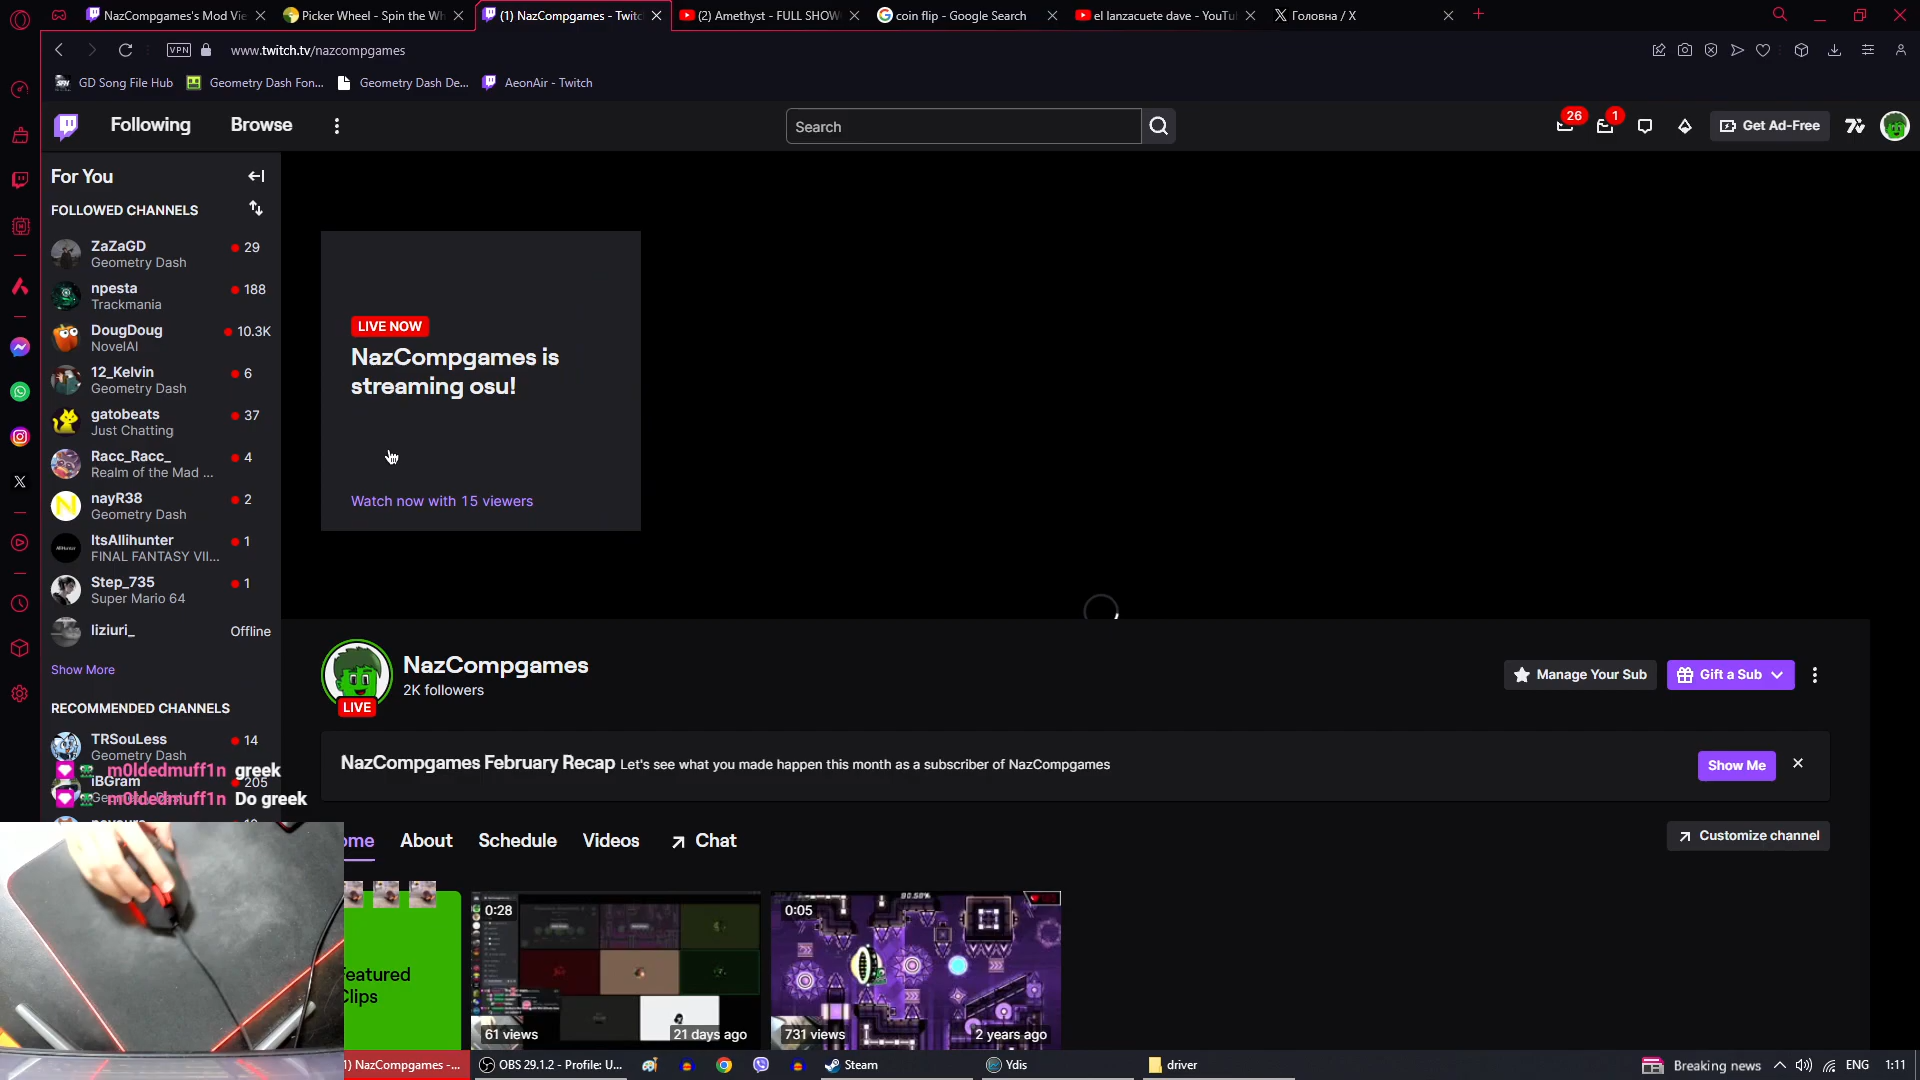 NazCompgames's Mod Vie
Picker Wheel - Spin the Wh
(1) NazCompgames - Twitc
(2) Amethyst - FULL SHOW
coin flip - Google Search
el lanzacuete dave - YouTu
Головна / X
VPN
www.twitch.tv/nazcompgames
GD Song File Hub
Geometry Dash Fon...
Geometry Dash De...
AeonAir - Twitch
Following
Browse
Search
26
1
Get Ad-Free
For You
FOLLOWED CHANNELS
ZaZaGD
29
Geometry Dash
npesta
188
Trackmania
DougDoug
10.3K
NovelAI
12_Kelvin
6
Geometry Dash
gatobeats
37
Just Chatting
Racc_Racc_
4
Realm of the Mad ...
nayR38
2
Geometry Dash
ItsAllihunter
1
FINAL FANTASY VII...
Step_735
1
Super Mario 64
liziuri_
Offline
Show More
RECOMMENDED CHANNELS
TRSouLess
14
Geometry Dash
iBGram
205
m0ldedmuff1n greek
m0ldedmuff1n Do greek
LIVE NOW
NazCompgames is
streaming osu!
Watch now with 15 viewers
LIVE
NazCompgames
2K followers
Manage Your Sub
Gift a Sub
NazCompgames February Recap Let's see what you made happen this month as a subscriber of NazCompgames
Show Me
ome
About
Schedule
Videos
Chat
Customize channel
Featured
Clips
0:28
61 views
21 days ago
0:05
731 views
2 years ago
1) NazCompgames -...
OBS 29.1.2 - Profile: U...
Steam
Ydis
driver
Breaking news
ENG
1:11